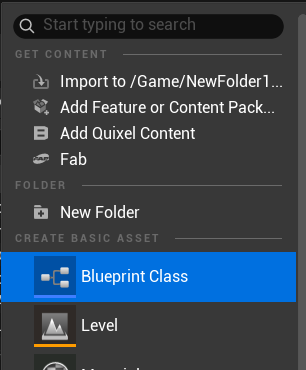 Start typing to search
GET CONTENT
Import to /Game/NewFolder1...
Add Feature or Content Pack...
Add Quixel Content
Fab
FOLDER
New Folder
CREATE BASIC ASSET
Blueprint Class
Level